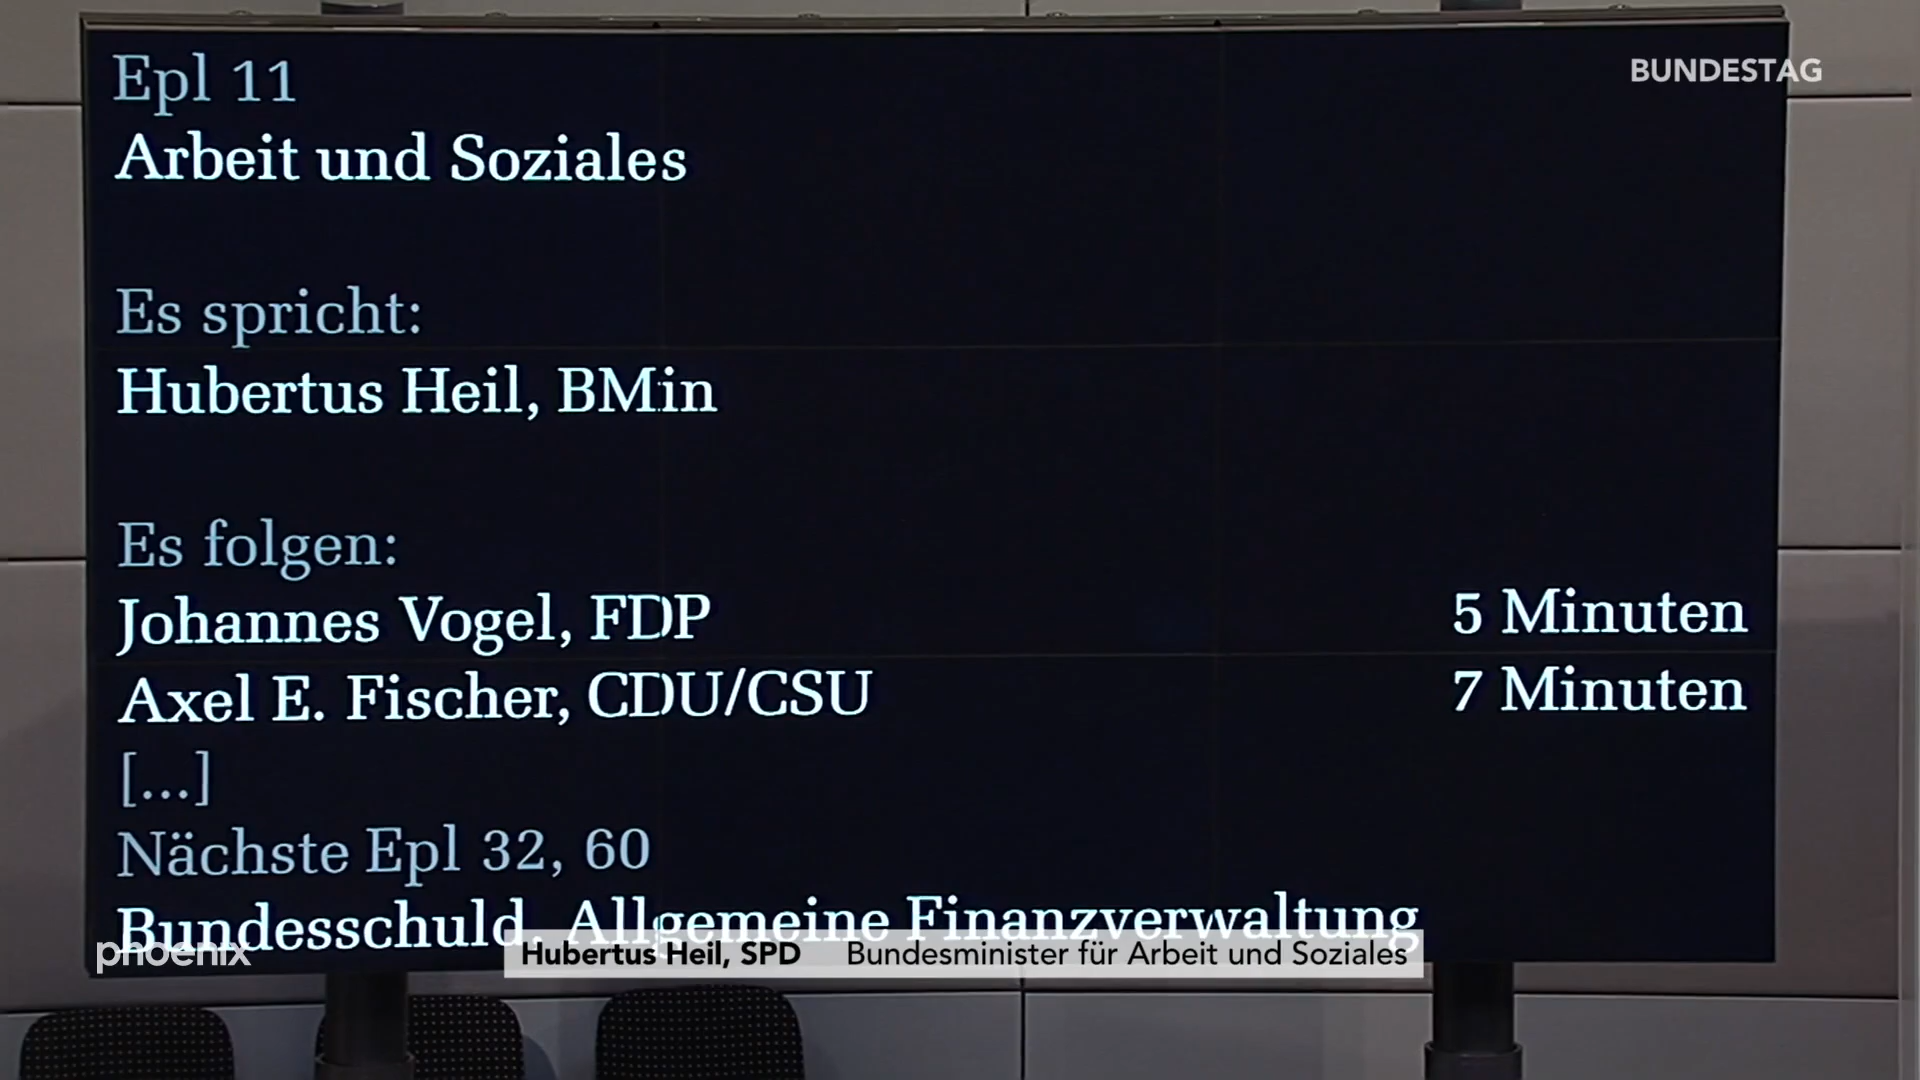 Epl 11
BUNDESTAG
Arbeit und Soziales
Es spricht:
Hubertus Heil, BMin
Es folgen:
Johannes Vogel, FDP 5 Minuten
Axel E. Fischer, CDU/CSU 7 Minuten
[...]
Nächste Epl 32, 60
Bundesschuld, Allgemeine Finanzverwaltung
phoenix
Hubertus Heil, SPD Bundesminister für Arbeit und Soziales